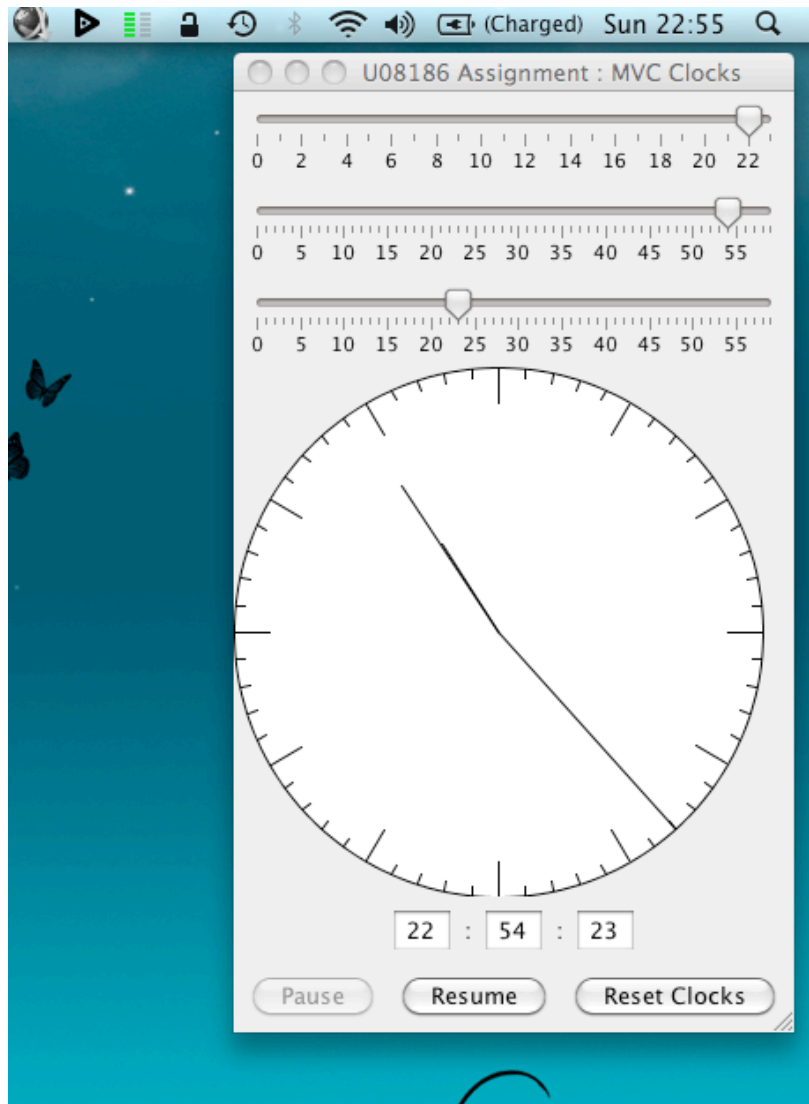 (Charged) Sun 22:55
U08186 Assignment : MVC Clocks
0 2 4 6 8 10 12 14 16 18 20 22
0 5 10 15 20 25 30 35 40 45 50 55
0 5 10 15 20 25 30 35 40 45 50 55
22 : 54 : 23
Pause Resume Reset Clocks